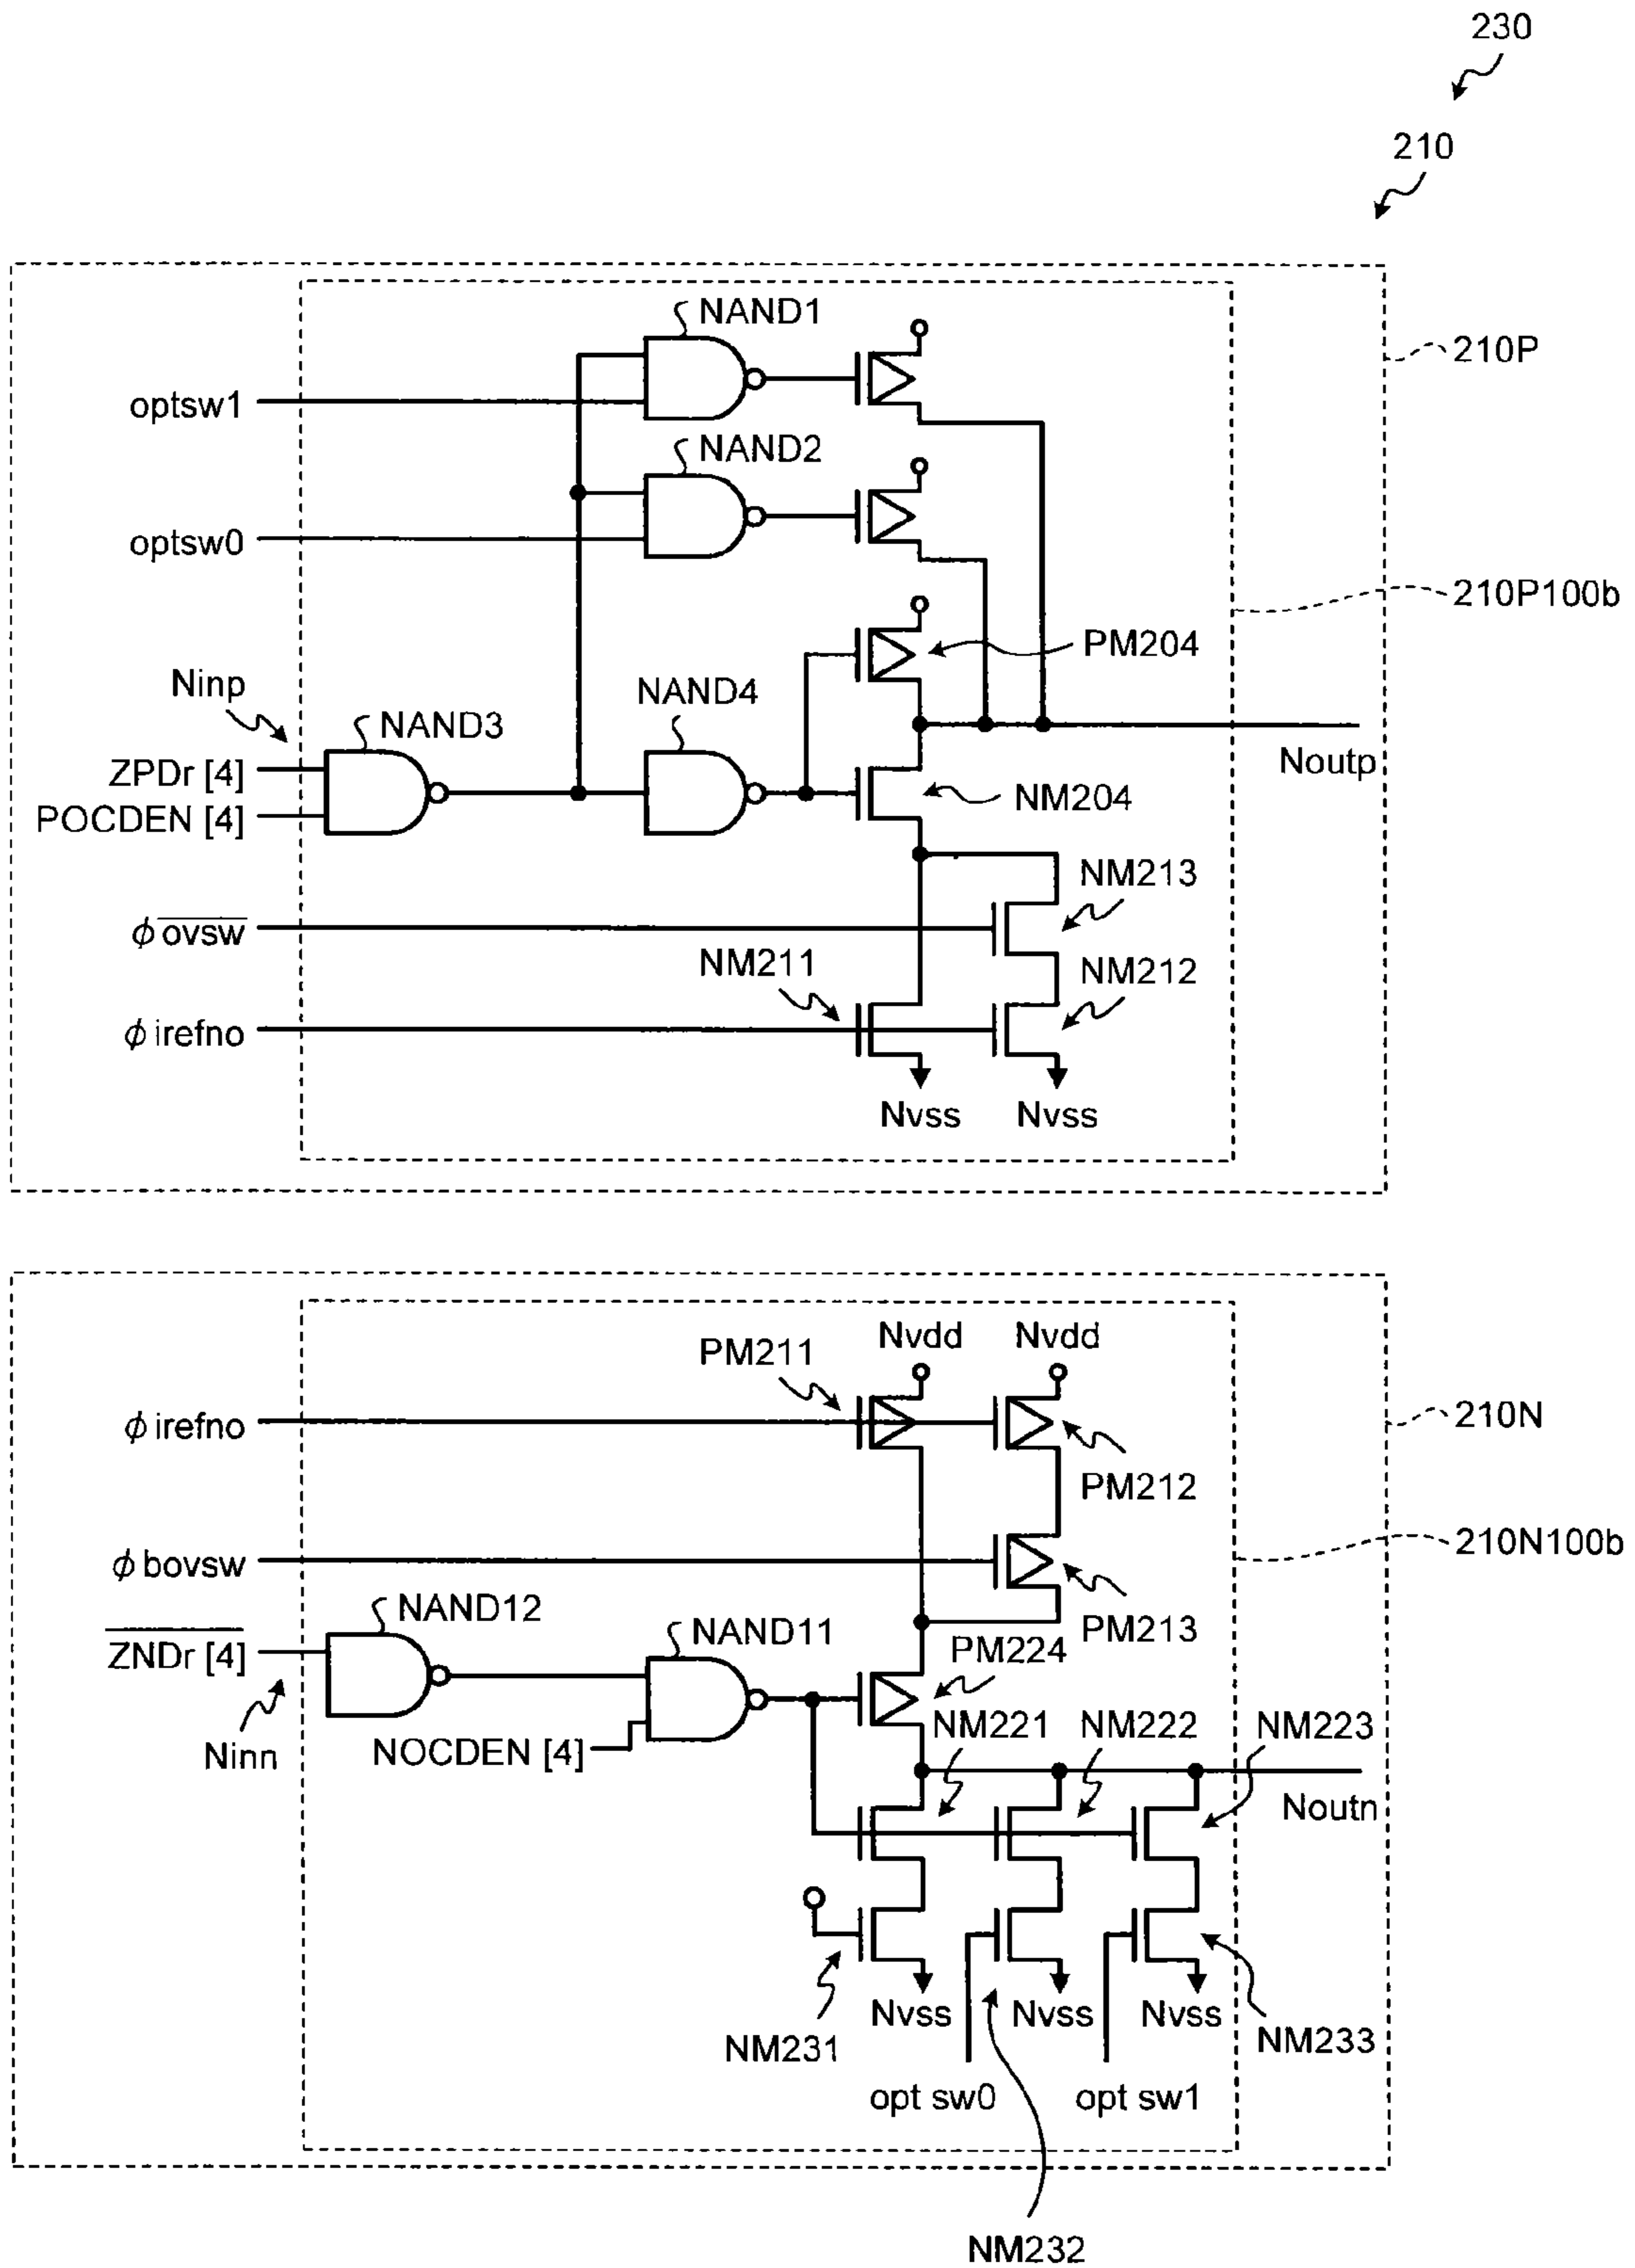 230
210
NAND1
210P
optsw1
NAND2
optsw0
210P100b
PM204
Ninp
NAND4
NAND3
Noutp
ZPDr [4]
NM204
POCDEN [4]
NM213
ϕ o̅v̅s̅w̅
NM211
NM212
ϕ irefno
Nvss Nvss
Nvdd Nvdd
PM211
210N
ϕ irefno
PM212
210N100b
ϕ bovsw
NAND12
NAND11
PM213
Z̅N̅D̅r̅ ̅[̅4̅]̅
PM224
NM221 NM222 NM223
Ninn
NOCDEN [4]
Noutn
Nvss Nvss Nvss
NM231
NM233
opt sw0 opt sw1
NM232